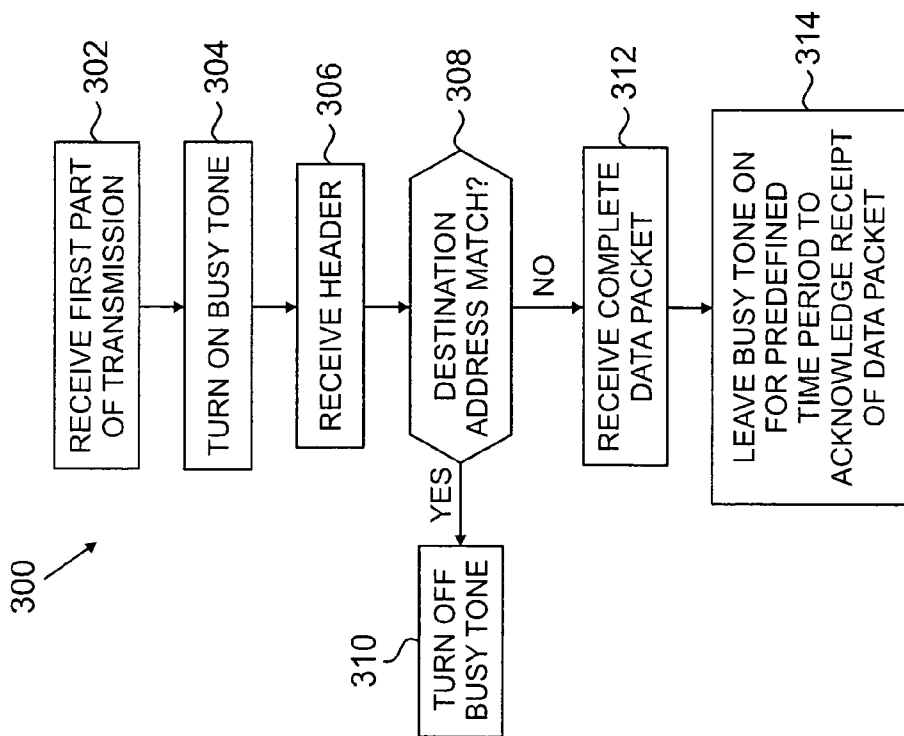 300
RECEIVE FIRST PART
OF TRANSMISSION
302
TURN ON BUSY TONE
304
RECEIVE HEADER
306
DESTINATION
ADDRESS MATCH?
308
YES
TURN OFF
BUSY TONE
310
NO
RECEIVE COMPLETE
DATA PACKET
312
LEAVE BUSY TONE ON
FOR PREDEFINED
TIME PERIOD TO
ACKNOWLEDGE RECEIPT
OF DATA PACKET
314